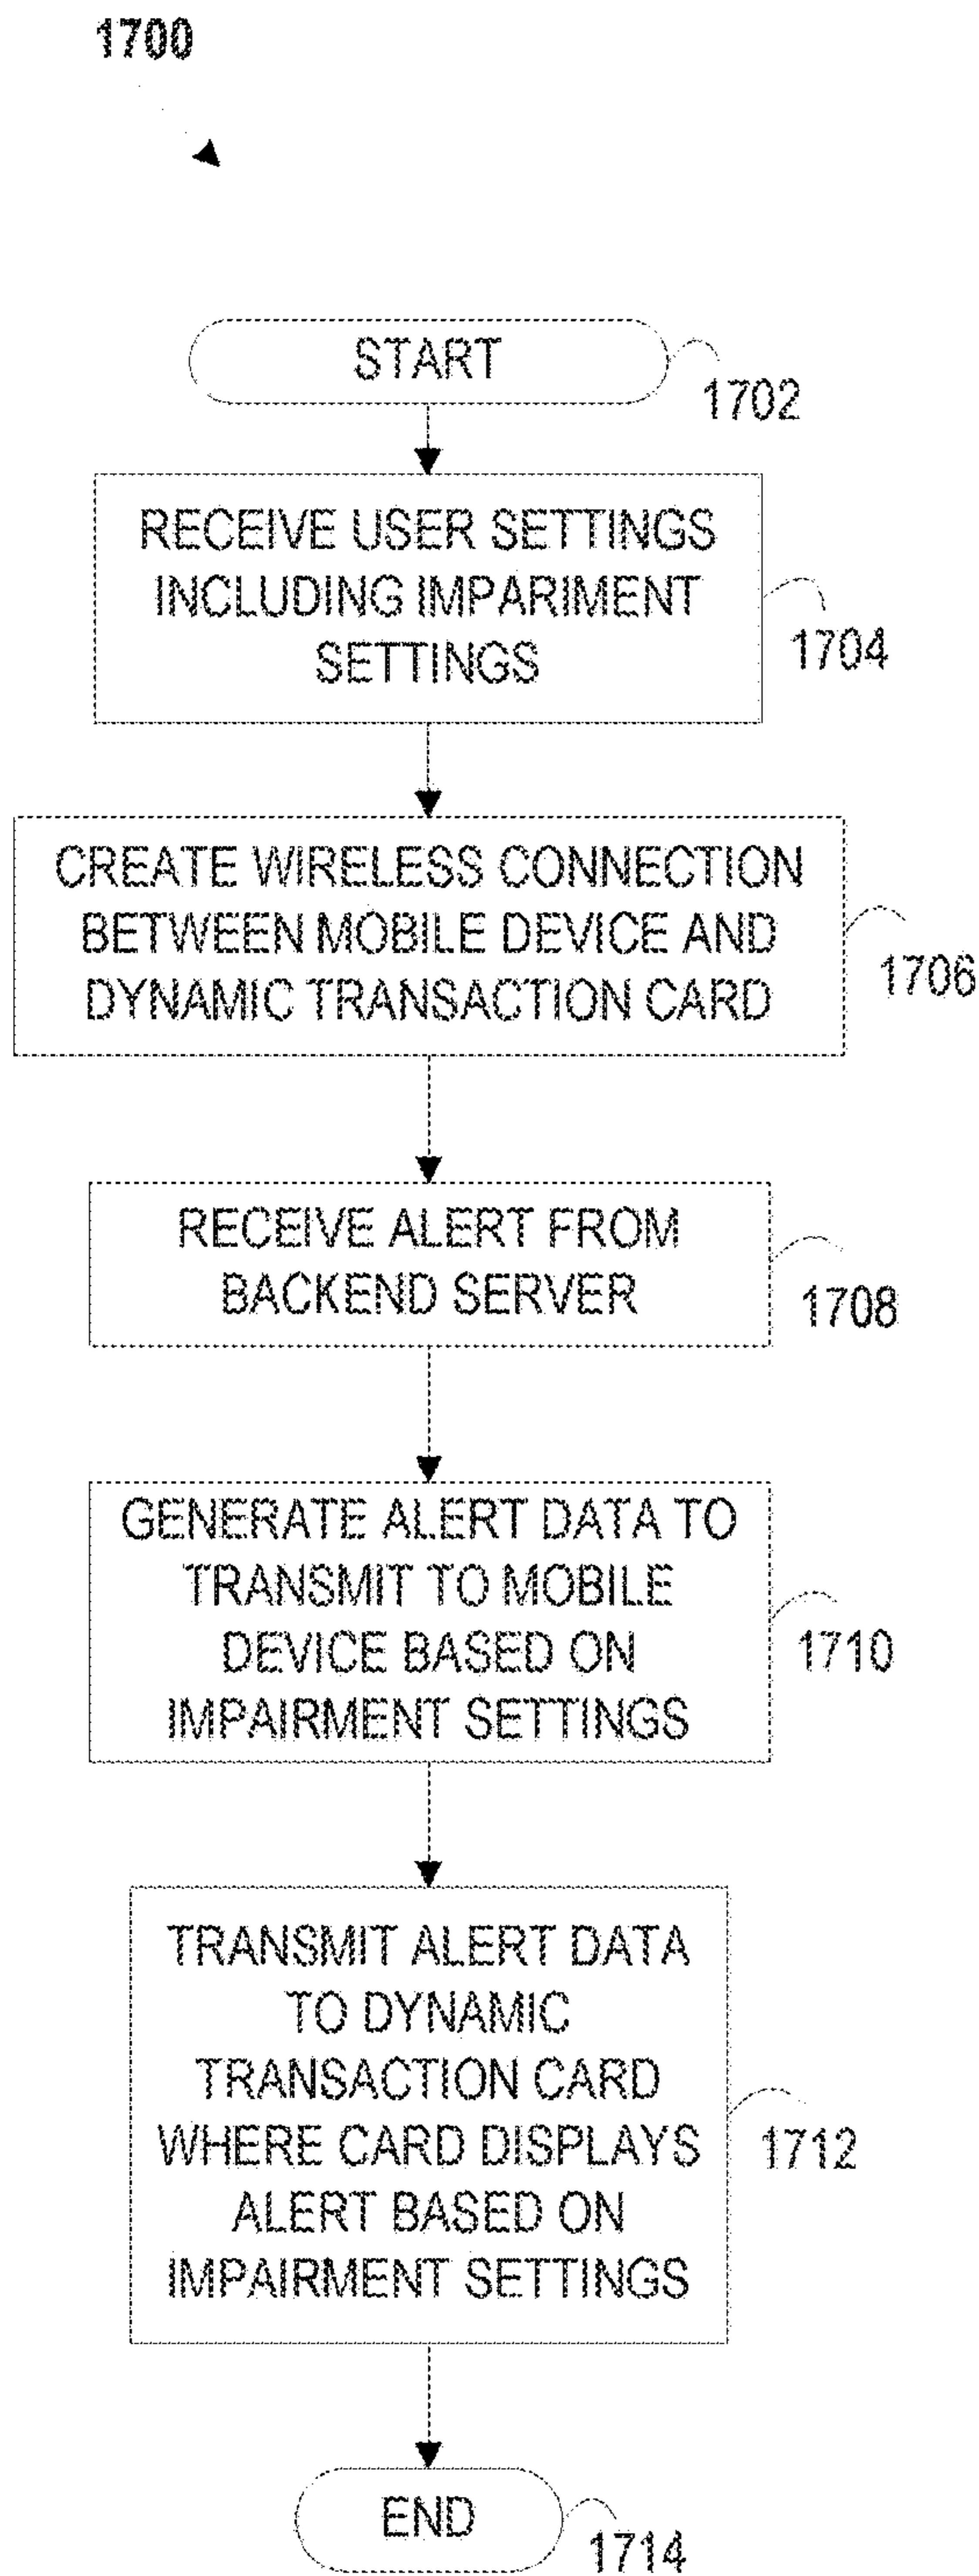 1700
START
1702
RECEIVE USER SETTINGS
INCLUDING IMPARIMENT
SETTINGS
1704
CREATE WIRELESS CONNECTION
BETWEEN MOBILE DEVICE AND
DYNAMIC TRANSACTION CARD
1706
RECEIVE ALERT FROM
BACKEND SERVER
1708
GENERATE ALERT DATA TO
TRANSMIT TO MOBILE
DEVICE BASED ON
IMPAIRMENT SETTINGS
1710
TRANSMIT ALERT DATA
TO DYNAMIC
TRANSACTION CARD
WHERE CARD DISPLAYS
ALERT BASED ON
IMPAIRMENT SETTINGS
1712
END
1714